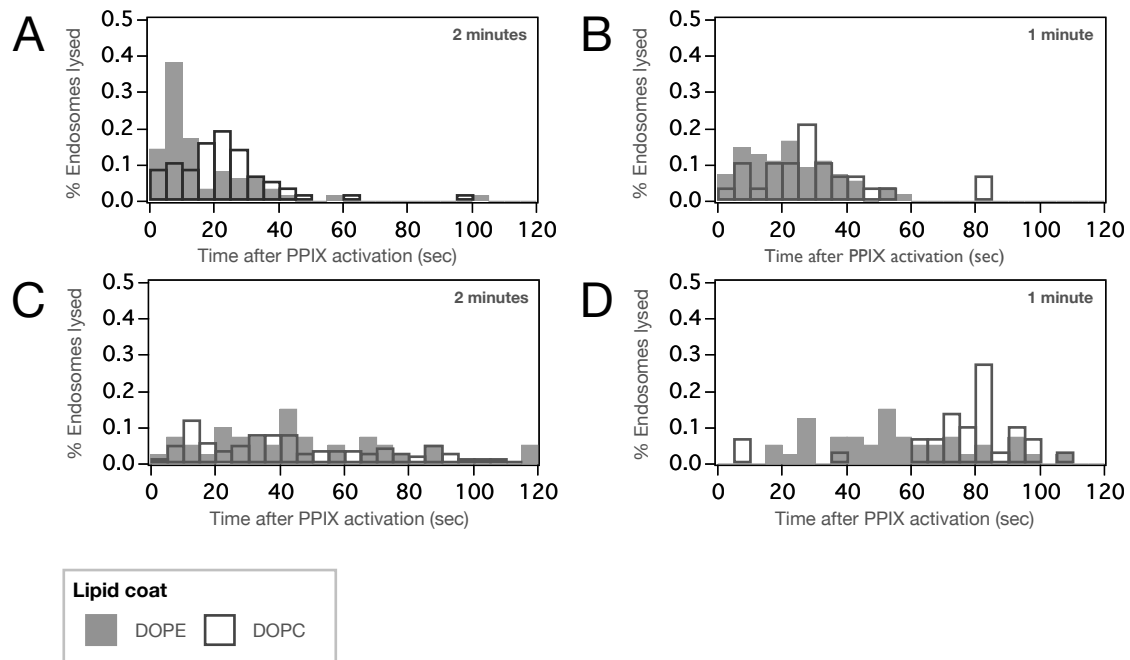 A
2 minutes
% Endosomes lysed
0.5
0.4
0.3
0.2
0.1
0.0
0 20 40 60 80 100 120
Time after PPIX activation (sec)
B
1 minute
% Endosomes lysed
0.5
0.4
0.3
0.2
0.1
0.0
0 20 40 60 80 100 120
Time after PPIX activation (sec)
C
2 minutes
% Endosomes lysed
0.5
0.4
0.3
0.2
0.1
0.0
0 20 40 60 80 100 120
Time after PPIX activation (sec)
D
1 minute
% Endosomes lysed
0.5
0.4
0.3
0.2
0.1
0.0
0 20 40 60 80 100 120
Time after PPIX activation (sec)
Lipid coat
DOPE DOPC